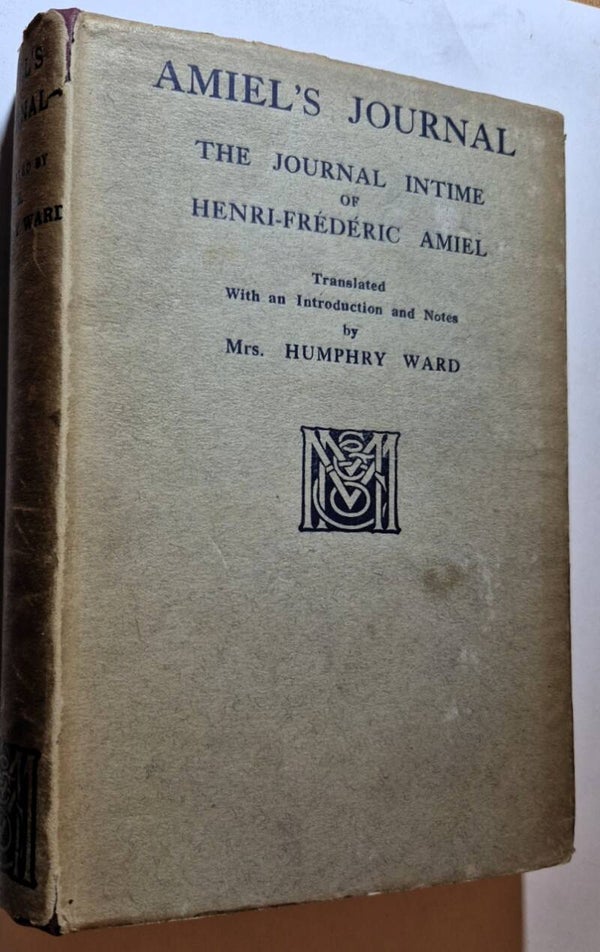 AMIEL'S JOURNAL
THE JOURNAL INTIME
OF
HENRI-FRÉDÉRIC AMIEL
Translated
With an Introduction and Notes
by
Mrs. HUMPHRY WARD
WARD